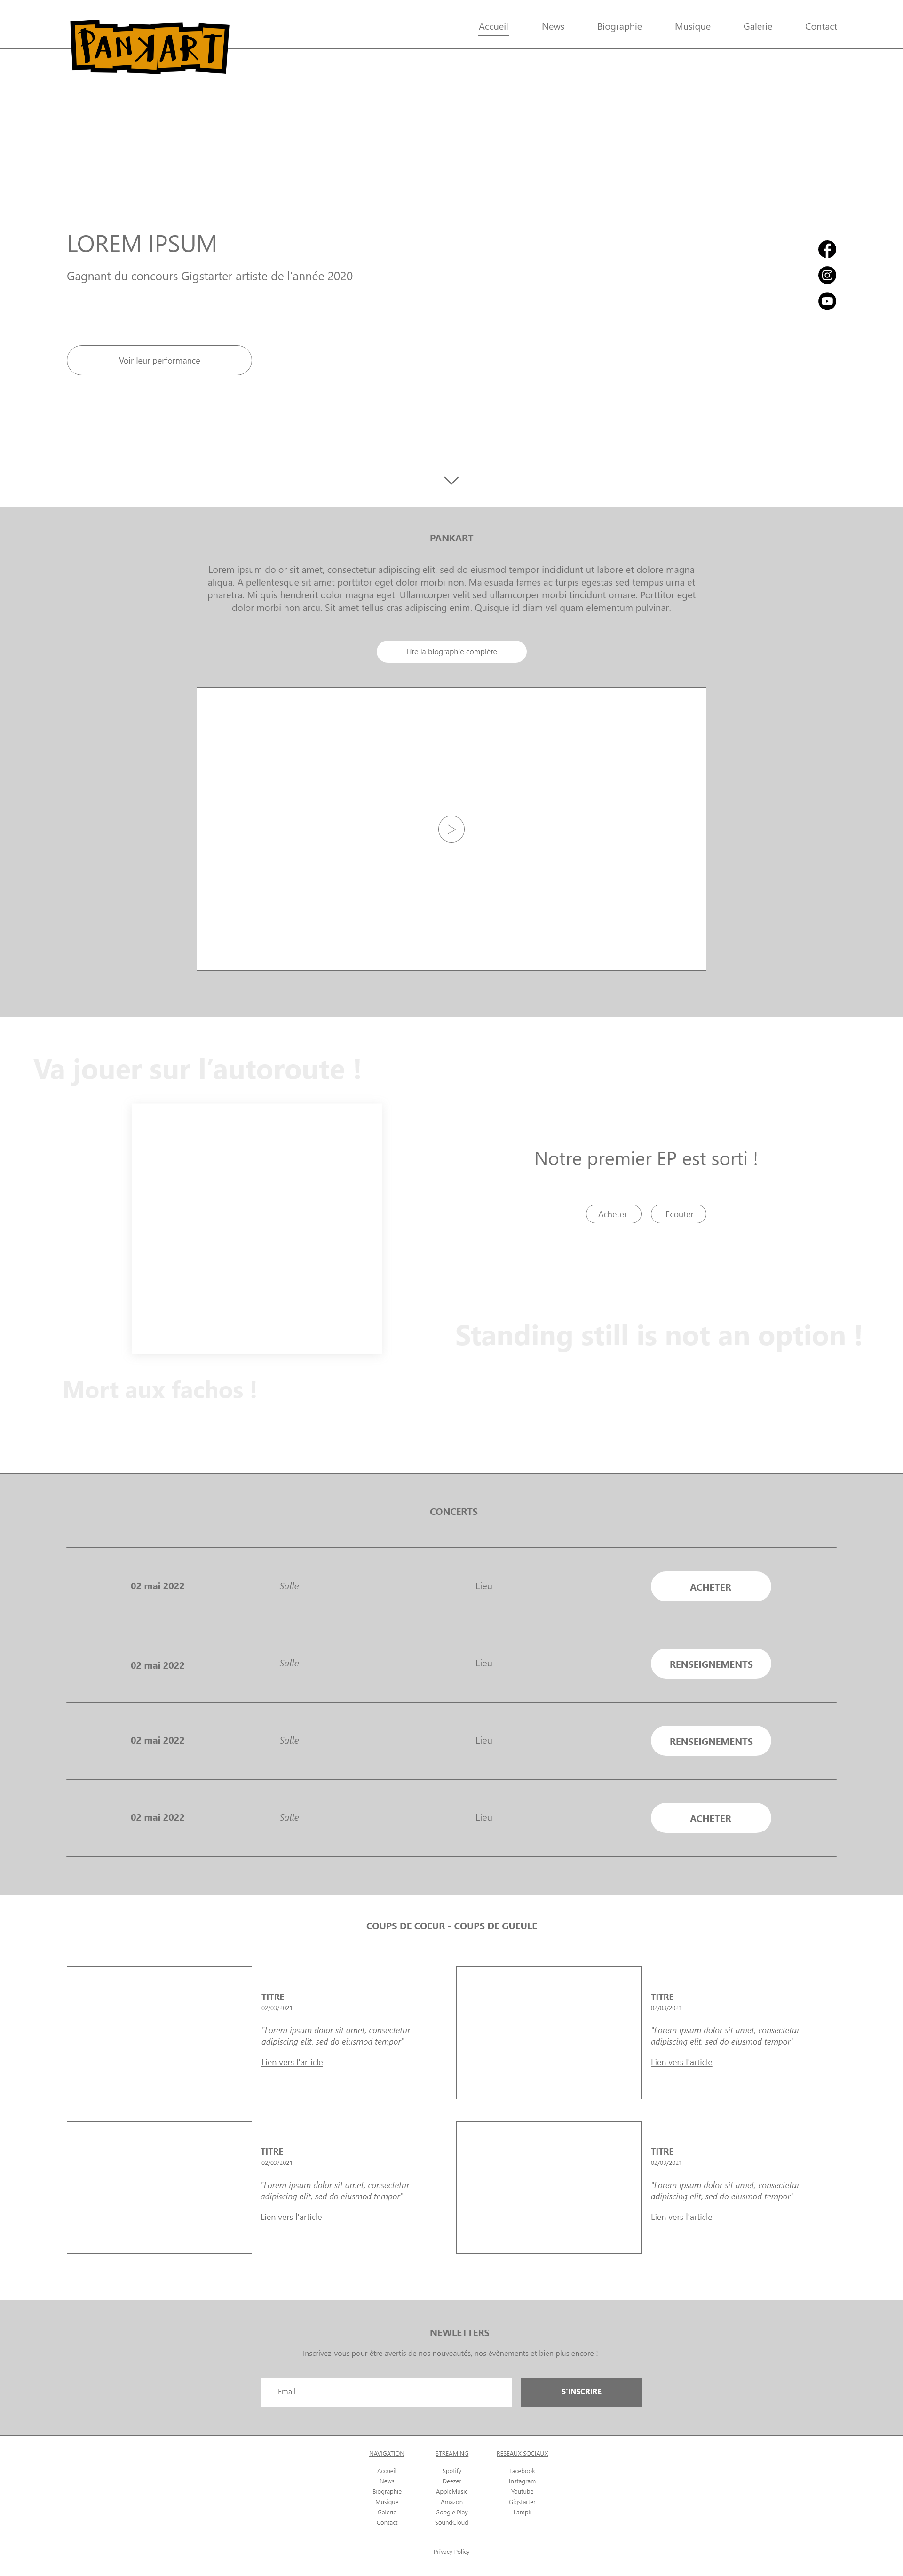 PANKART
Accueil
News
Biographie
Musique
Galerie
Contact
LOREM IPSUM
Gagnant du concours Gigstarter artiste de l'année 2020
Voir leur performance
PANKART
Lorem ipsum dolor sit amet, consectetur adipiscing elit, sed do eiusmod tempor incididunt ut labore et dolore magna
aliqua. A pellentesque sit amet porttitor eget dolor morbi non. Malesuada fames ac turpis egestas sed tempus urna et
pharetra. Mi quis hendrerit dolor magna eget. Ullamcorper velit sed ullamcorper morbi tincidunt ornare. Porttitor eget
dolor morbi non arcu. Sit amet tellus cras adipiscing enim. Quisque id diam vel quam elementum pulvinar.
Lire la biographie complète
Va jouer sur l'autoroute !
Notre premier EP est sorti !
Acheter
Ecouter
Standing still is not an option !
Mort aux fachos !
CONCERTS
02 mai 2022
Salle
Lieu
ACHETER
02 mai 2022
Salle
Lieu
RENSEIGNEMENTS
02 mai 2022
Salle
Lieu
RENSEIGNEMENTS
02 mai 2022
Salle
Lieu
ACHETER
COUPS DE COEUR - COUPS DE GUEULE
TITRE
02/03/2021
"Lorem ipsum dolor sit amet, consectetur
adipiscing elit, sed do eiusmod tempor"
Lien vers l'article
TITRE
02/03/2021
"Lorem ipsum dolor sit amet, consectetur
adipiscing elit, sed do eiusmod tempor"
Lien vers l'article
TITRE
02/03/2021
"Lorem ipsum dolor sit amet, consectetur
adipiscing elit, sed do eiusmod tempor"
Lien vers l'article
TITRE
02/03/2021
"Lorem ipsum dolor sit amet, consectetur
adipiscing elit, sed do eiusmod tempor"
Lien vers l'article
NEWLETTERS
Inscrivez-vous pour être avertis de nos nouveautés, nos événements et bien plus encore !
Email
S'INSCRIRE
NAVIGATION
Accueil
News
Biographie
Musique
Galerie
Contact
STREAMING
Spotify
Deezer
AppleMusic
Amazon
Google Play
SoundCloud
RESEAUX SOCIAUX
Facebook
Instagram
Youtube
Gigstarter
Lampli
Privacy Policy